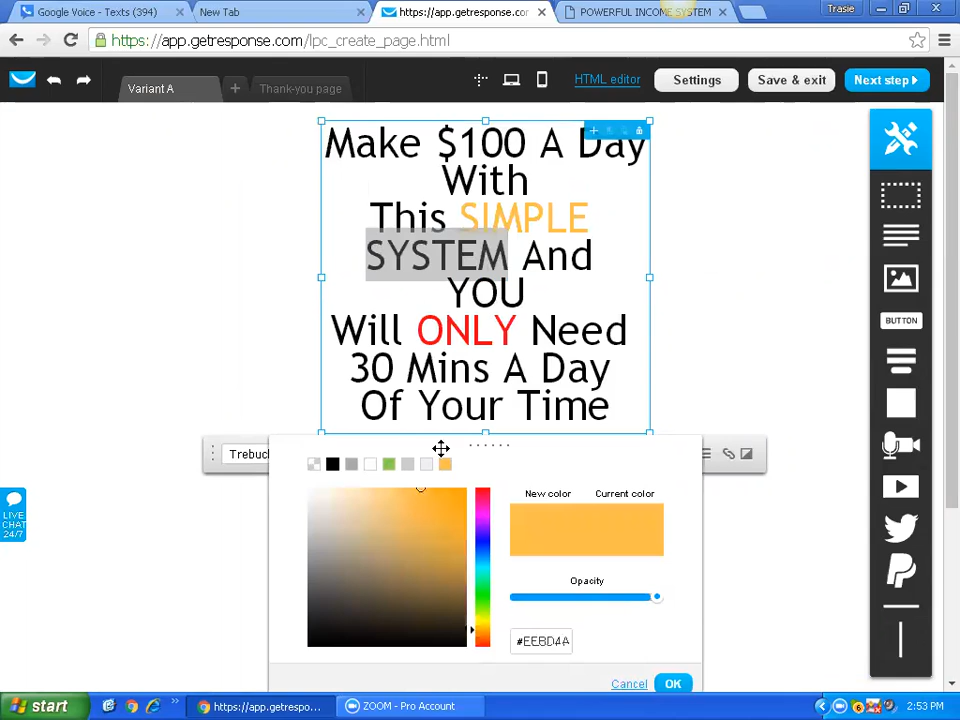 Google Voice - Texts (394)
New Tab
https://app.getresponse.cor
POWERFUL INCOME SYSTEM
Trasie
https://app.getresponse.com/lpc_create_page.html
Variant A
+
Thank-you page
HTML editor
Settings
Save & exit
Next step
Make $100 A Day
With
This SIMPLE
SYSTEM And
YOU
Will ONLY Need
30 Mins A Day
Of Your Time
BUTTON
Trebuc
New color
Current color
Opacity
#EEBD4A
Cancel
OK
LIVE
CHAT
24/7
start
https://app.getrespo...
ZOOM - Pro Account
2:53 PM